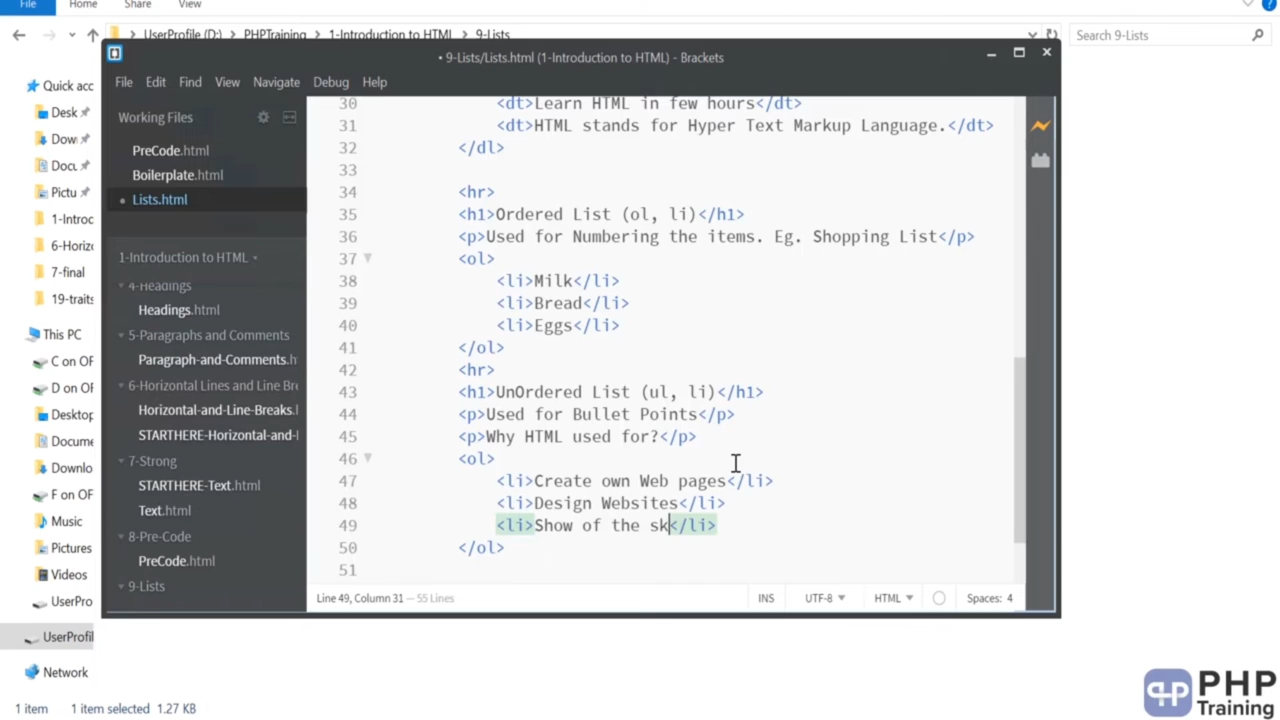 File Home Share View
UserProfile (D:) PHPTraining 1-Introduction to HTML 9-Lists
Search 9-Lists
• 9-Lists/Lists.html (1-Introduction to HTML) - Brackets
File Edit Find View Navigate Debug Help
Quick acc
Desk
Dow
Docu
Pictu
1-Introc
6-Horiz
7-final
19-traits
This PC
C on OF
D on OF
Desktop
Docume
Downlo
F on OF
Music
Pictures
Videos
UserPro
UserProfil
Network
1 item 1 item selected 1.27 KB
Working Files
PreCode.html
Boilerplate.html
• Lists.html
1-Introduction to HTML
4-Headings
Headings.html
5-Paragraphs and Comments
Paragraph-and-Comments.h
6-Horizontal Lines and Line Bre
Horizontal-and-Line-Breaks.
STARTHERE-Horizontal-and-
7-Strong
STARTHERE-Text.html
Text.html
8-Pre-Code
PreCode.html
9-Lists
30 <dt>Learn HTML in few hours</dt>
31 <dt>HTML stands for Hyper Text Markup Language.</dt>
32 </dl>
33
34 <hr>
35 <h1>Ordered List (ol, li)</h1>
36 <p>Used for Numbering the items. Eg. Shopping List</p>
37 <ol>
38 <li>Milk</li>
39 <li>Bread</li>
40 <li>Eggs</li>
41 </ol>
42 <hr>
43 <h1>UnOrdered List (ul, li)</h1>
44 <p>Used for Bullet Points</p>
45 <p>Why HTML used for?</p>
46 <ol>
47 <li>Create own Web pages</li>
48 <li>Design Websites</li>
49 <li>Show of the sk</li>
50 </ol>
51
Line 49, Column 31 — 55 Lines
INS UTF-8 HTML Spaces: 4
PHP
Training